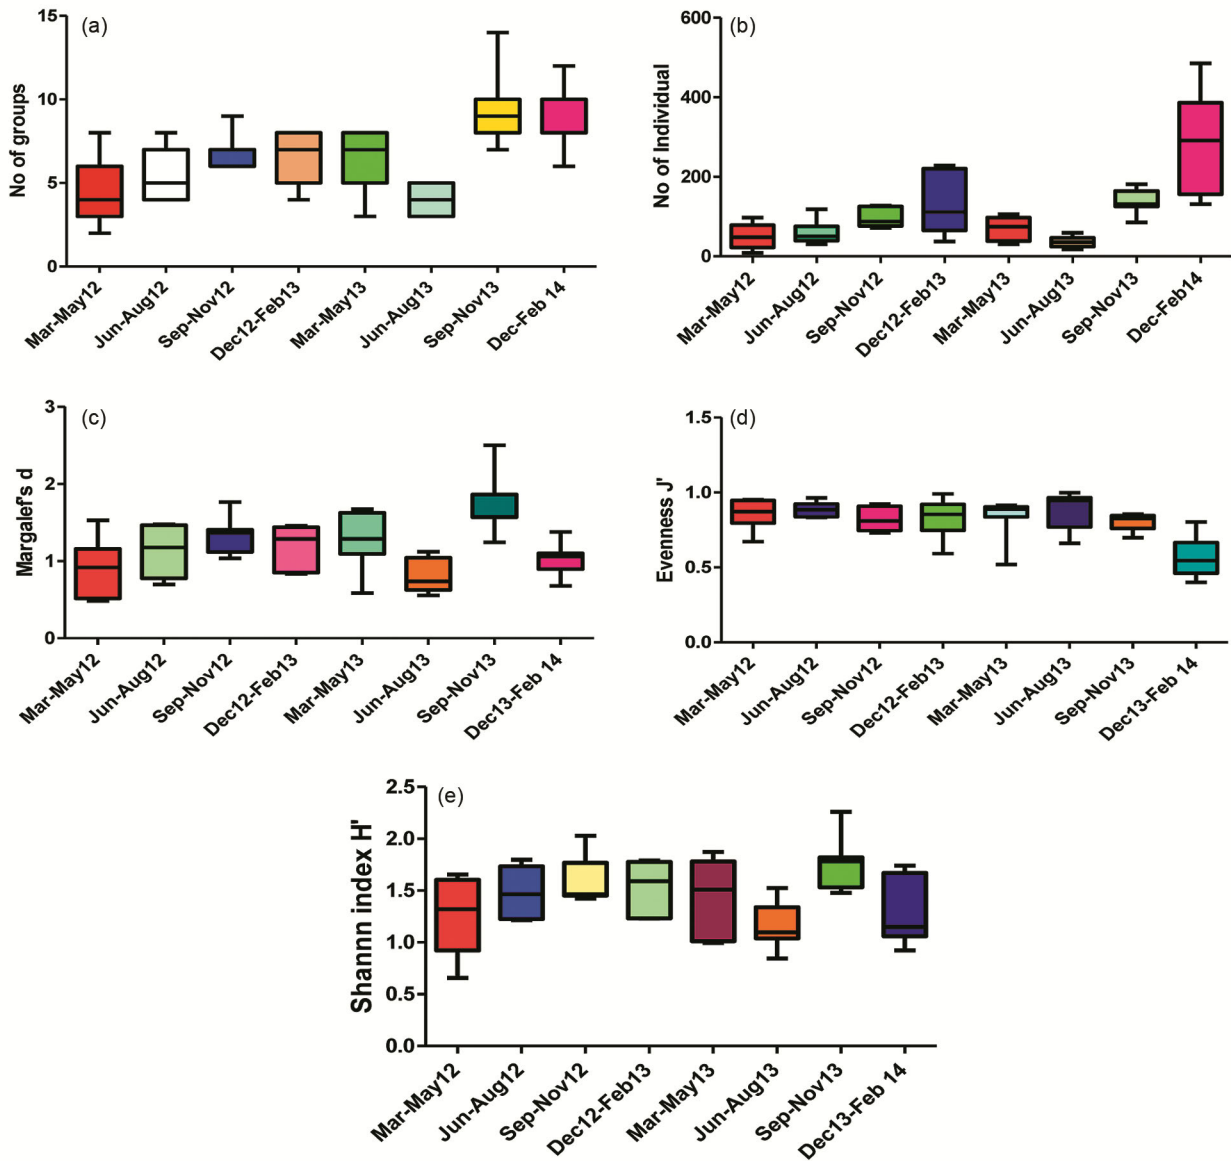 (a)
No of groups
15
10
5
0
Mar-May12
Jun-Aug12
Sep-Nov12
Dec12-Feb13
Mar-May13
Jun-Aug13
Sep-Nov13
Dec-Feb 14
(b)
No of Individual
600
400
200
0
Mar-May12
Jun-Aug12
Sep-Nov12
Dec12-Feb13
Mar-May13
Jun-Aug13
Sep-Nov13
Dec-Feb14
(c)
Margalef's d
3
2
1
0
Mar-May12
Jun-Aug12
Sep-Nov12
Dec12-Feb13
Mar-May13
Jun-Aug13
Sep-Nov13
Dec13-Feb 14
(d)
Evenness J'
1.5
1.0
0.5
0.0
Mar-May12
Jun-Aug12
Sep-Nov12
Dec12-Feb13
Mar-May13
Jun-Aug13
Sep-Nov13
Dec13-Feb 14
(e)
Shannn index H'
2.5
2.0
1.5
1.0
0.5
0.0
Mar-May12
Jun-Aug12
Sep-Nov12
Dec12-Feb13
Mar-May13
Jun-Aug13
Sep-Nov13
Dec13-Feb 14